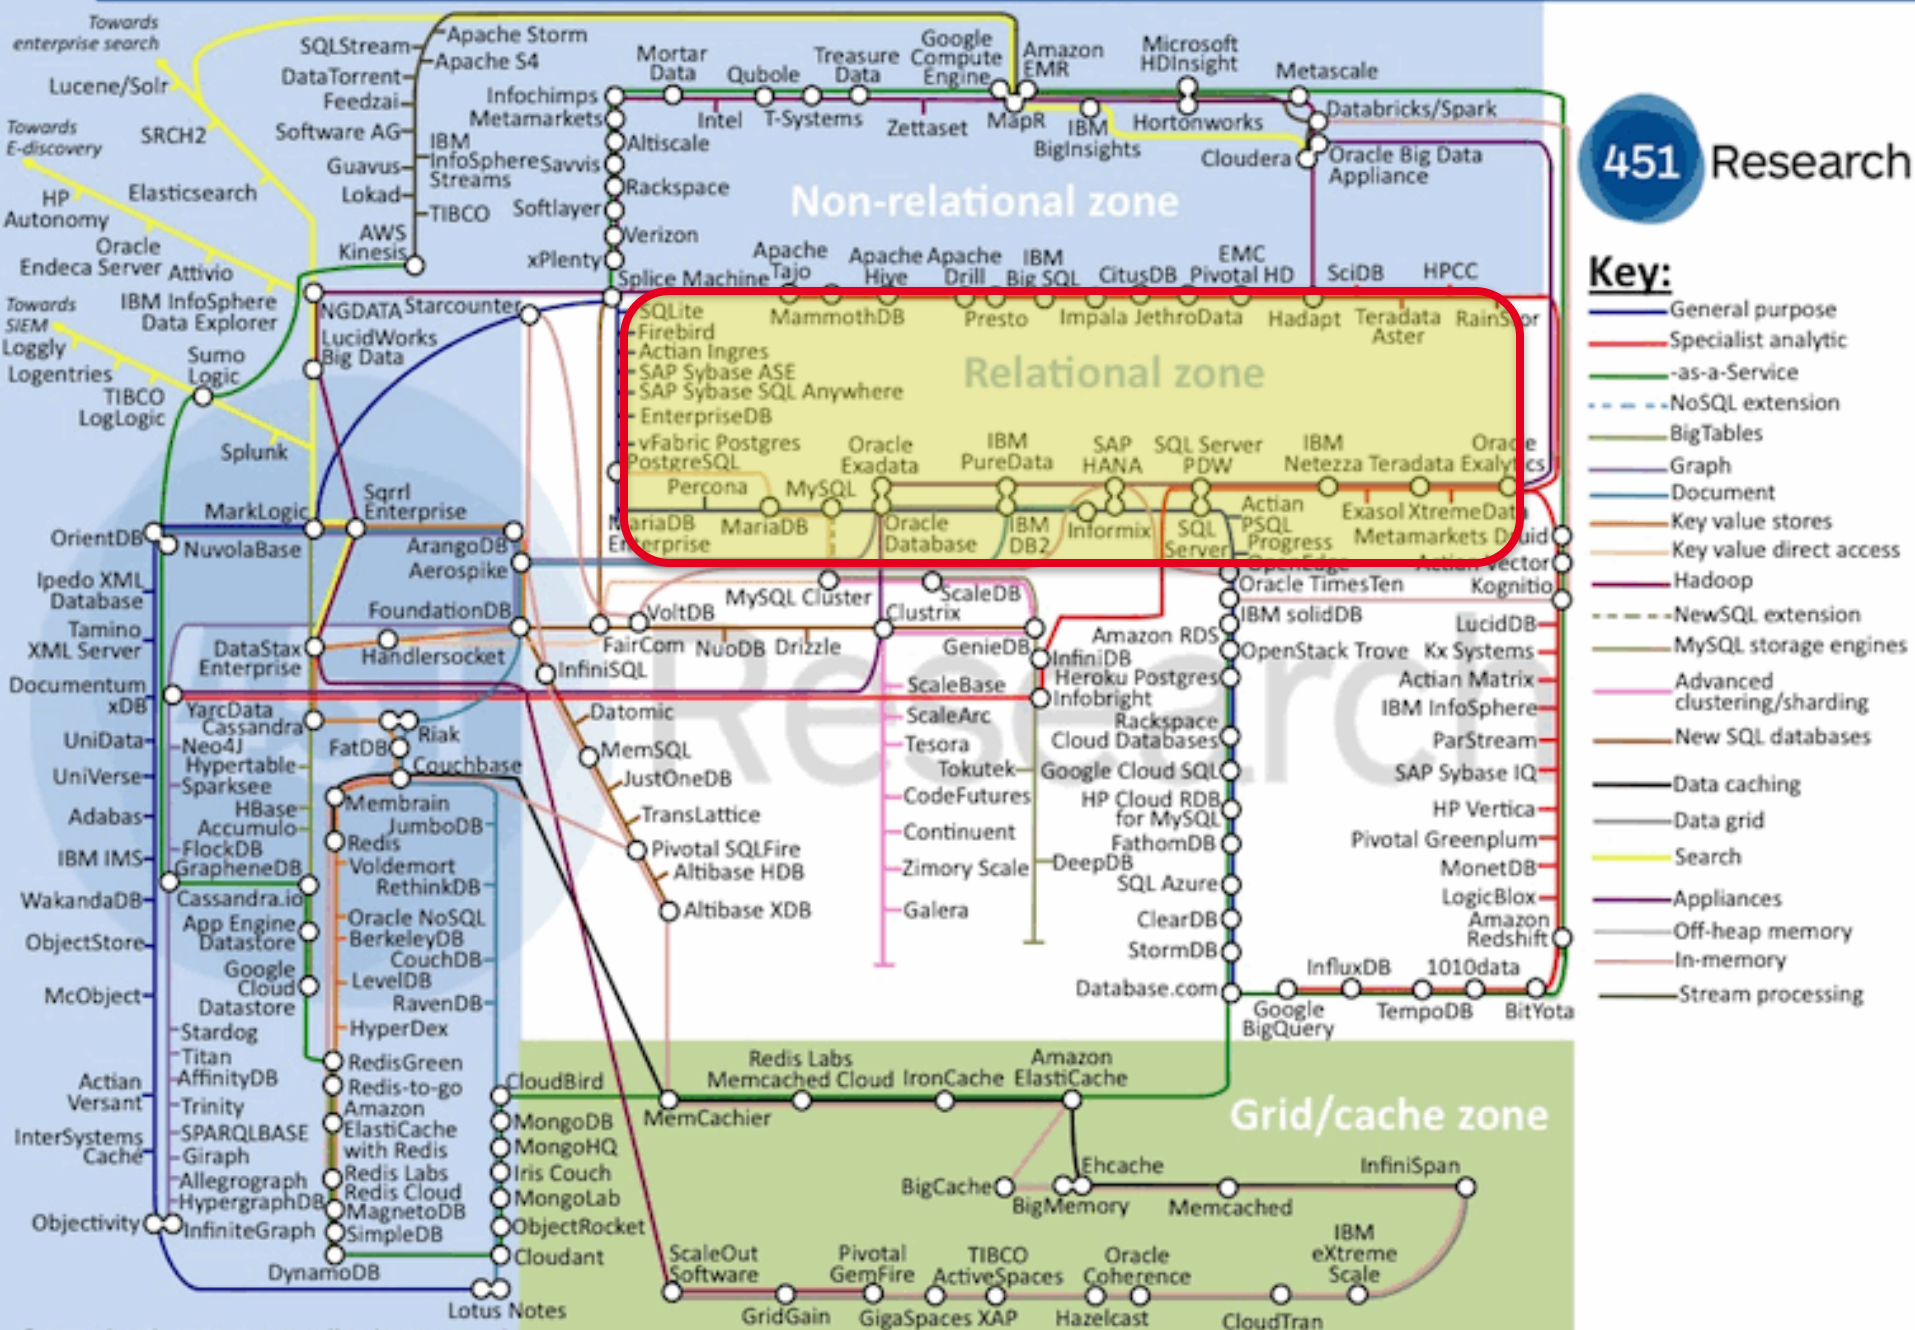 Towards
enterprise search
Lucene/Solr
SRCH2
Towards
E-discovery
HP
Autonomy
Elasticsearch
Oracle
Endeca Server
Attivio
IBM InfoSphere
Data Explorer
Towards
SIEM
Loggly
Logentries
Sumo
Logic
TIBCO
LogLogic
Splunk
SQLStream
DataTorrent
Feedzai
Software AG
Guavus
Lokad
AWS
Kinesis
Apache Storm
Apache S4
IBM
InfoSphere
Streams
TIBCO
Infochimps
Metamarkets
Altiscale
Savvis
Rackspace
Softlayer
Verizon
xPlenty
Splice Machine
Mortar
Data
Qubole
Treasure
Data
Google
Compute
Engine
Amazon
EMR
Microsoft
HDInsight
Metascale
Intel
T-Systems
Zettaset
MapR
IBM
BigInsights
Hortonworks
Cloudera
Databricks/Spark
Oracle Big Data
Appliance
Non-relational zone
Apache
Tajo
Apache
Hive
Apache
Drill
IBM
Big SQL
CitusDB
EMC
Pivotal HD
SciDB
HPCC
NGDATA
Starcounter
LucidWorks
Big Data
MammothDB
Presto
Impala
JethroData
Hadapt
Teradata
Aster
RainStor
SQLite
Firebird
Actian Ingres
SAP Sybase ASE
SAP Sybase SQL Anywhere
EnterpriseDB
vFabric Postgres
PostgreSQL
Relational zone
Oracle
Exadata
IBM
PureData
SAP
HANA
SQL Server
PDW
IBM
Netezza
Teradata
Oracle
Exalytics
Percona
MySQL
MariaDB
Enterprise
MariaDB
Oracle
Database
IBM
DB2
Informix
SQL
Server
Actian
PSQL
Progress
OpenEdge
Exasol
XtremeData
Metamarkets Druid
Actian Vector
Kognitio
MarkLogic
Sqrrl
Enterprise
OrientDB
NuvolaBase
ArangoDB
Aerospike
Ipedo XML
Database
Tamino
XML Server
Documentum
xDB
UniData
UniVerse
Adabas
IBM IMS
WakandaDB
ObjectStore
McObject
Actian
Versant
InterSystems
Caché
Objectivity
FoundationDB
DataStax
Enterprise
Handlersocket
YarcData
Cassandra
Neo4J
Hypertable
Sparksee
HBase
Accumulo
FlockDB
GrapheneDB
Cassandra.io
App Engine
Datastore
Google
Cloud
Datastore
Stardog
Titan
AffinityDB
Trinity
SPARQLBASE
Giraph
Allegrograph
HypergraphDB
InfiniteGraph
DynamoDB
FatDB
Riak
Couchbase
Membrain
JumboDB
Redis
Voldemort
RethinkDB
Oracle NoSQL
BerkeleyDB
CouchDB
LevelDB
RavenDB
HyperDex
RedisGreen
Redis-to-go
Amazon
ElastiCache
with Redis
Redis Labs
Redis Cloud
MagnetoDB
SimpleDB
CloudBird
MongoDB
MongoHQ
Iris Couch
MongoLab
ObjectRocket
Cloudant
Lotus Notes
MySQL Cluster
ScaleDB
VoltDB
Clustrix
FairCom
NuoDB
Drizzle
GenieDB
InfiniSQL
Datomic
MemSQL
JustOneDB
TransLattice
Pivotal SQLFire
Altibase HDB
Altibase XDB
ScaleBase
ScaleArc
Tesora
Tokutek
CodeFutures
Continuent
Zimory Scale
DeepDB
Galera
Research
Oracle TimesTen
IBM solidDB
Amazon RDS
OpenStack Trove
InfiniDB
Heroku Postgres
Infobright
Rackspace
Cloud Databases
Google Cloud SQL
HP Cloud RDB
for MySQL
FathomDB
SQL Azure
ClearDB
StormDB
Database.com
LucidDB
Kx Systems
Actian Matrix
IBM InfoSphere
ParStream
SAP Sybase IQ
HP Vertica
Pivotal Greenplum
MonetDB
LogicBlox
Amazon
Redshift
InfluxDB
1010data
Google
BigQuery
TempoDB
BitYota
Redis Labs
Memcached Cloud
IronCache
Amazon
ElastiCache
MemCachier
Grid/cache zone
BigCache
Ehcache
BigMemory
Memcached
InfiniSpan
IBM
eXtreme
Scale
ScaleOut
Software
GridGain
Pivotal
GemFire
GigaSpaces XAP
TIBCO
ActiveSpaces
Oracle
Coherence
Hazelcast
CloudTran
451 Research
Key:
General purpose
Specialist analytic
-as-a-Service
NoSQL extension
BigTables
Graph
Document
Key value stores
Key value direct access
Hadoop
NewSQL extension
MySQL storage engines
Advanced
clustering/sharding
New SQL databases
Data caching
Data grid
Search
Appliances
Off-heap memory
In-memory
Stream processing